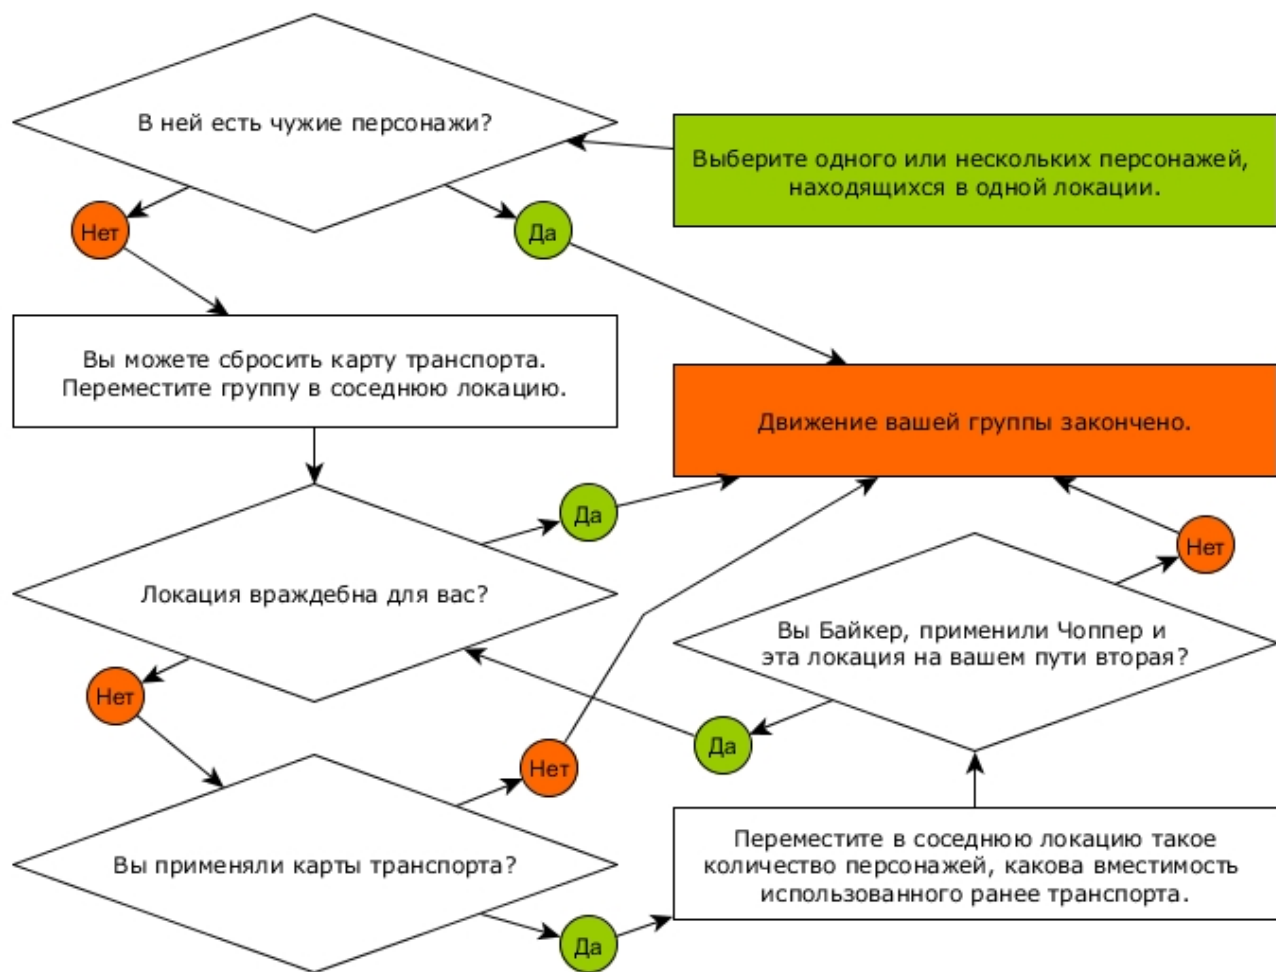 В ней есть чужие персонажи?
Выберите одного или нескольких персонажей,
находящихся в одной локации.
Нет
Да
Вы можете сбросить карту транспорта.
Переместите группу в соседнюю локацию.
Движение вашей группы закончено.
Да
Нет
Локация враждебна для вас?
Вы Байкер, применили Чоппер и
эта локация на вашем пути вторая?
Нет
Да
Нет
Вы применяли карты транспорта?
Переместите в соседнюю локацию такое
количество персонажей, какова вместимость
использованного ранее транспорта.
Да